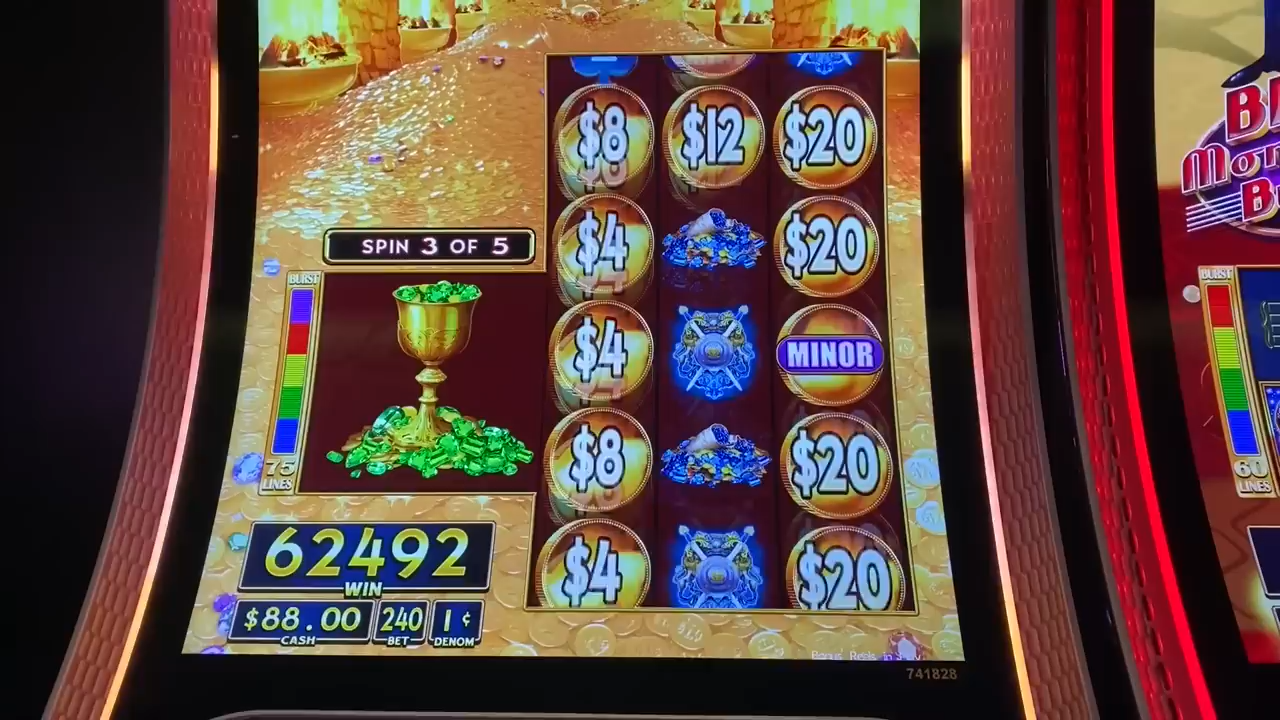 $8 $12 $20
$4 $20
SPIN 3 OF 5
BURST
$4 MINOR
$8 $20
75
LINES
$4 $20
62492
WIN
$88.00 240 1¢
CASH BET DENOM
741828
BURST
60
LINES